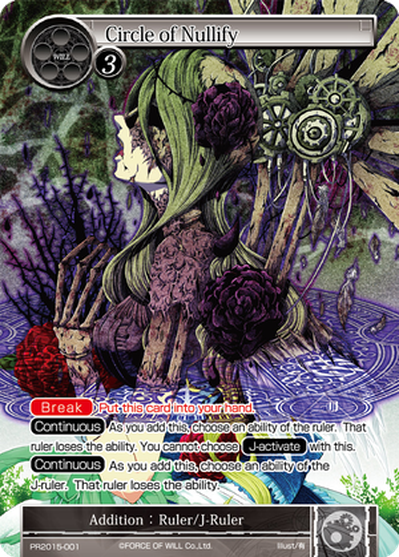 Circle of Nullify
WILL
3
Break Put this card into your hand.
Continuous As you add this, choose an ability of the ruler. That
ruler loses the ability. You cannot choose J-activate with this.
Continuous As you add this, choose an ability of the
J-ruler. That ruler loses the ability.
Addition : Ruler/J-Ruler
PR2015-001 ©FORCE OF WILL Co.,Ltd. Illust/有